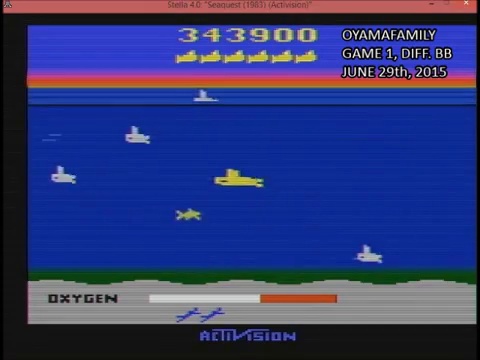 Stella 4.0: "Seaquest (1983) (Activision)"
343900
OYAMAFAMILY
GAME 1, DIFF. BB
JUNE 29th, 2015
OXYGEN
ACTIVISION